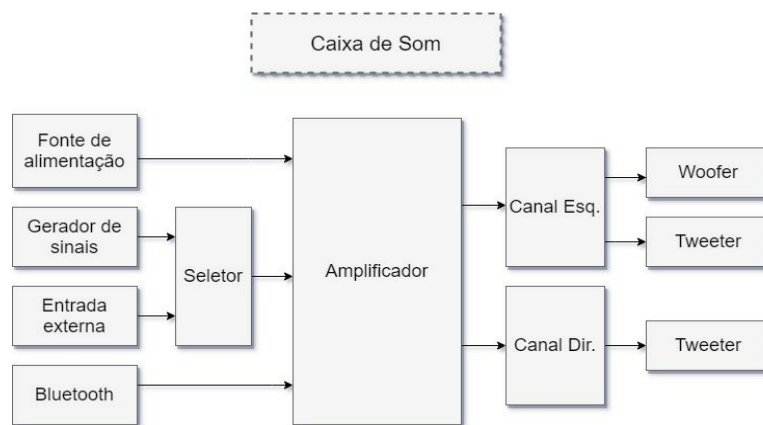 Caixa de Som
Fonte de
alimentação
Gerador de
sinais
Entrada
externa
Bluetooth
Seletor
Amplificador
Canal Esq.
Canal Dir.
Woofer
Tweeter
Tweeter